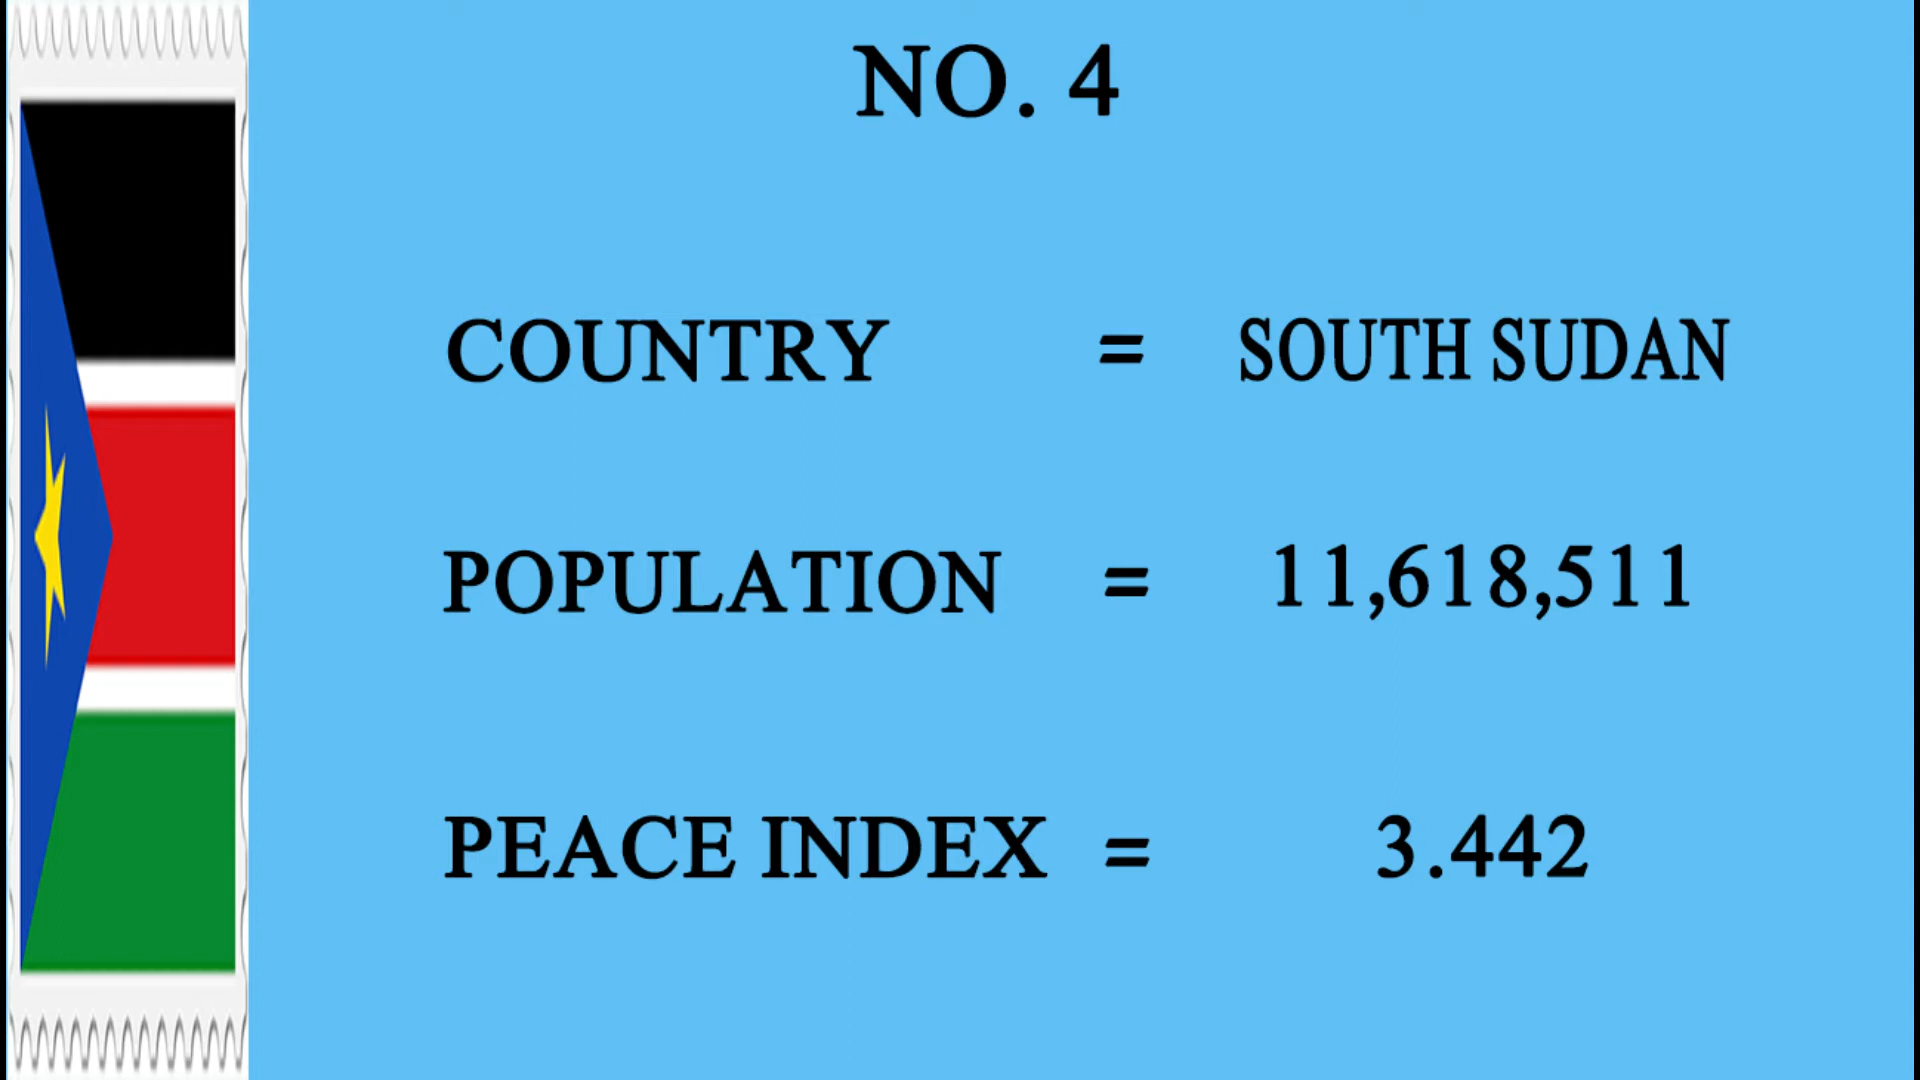 NO. 4
COUNTRY = SOUTH SUDAN
POPULATION = 11,618,511
PEACE INDEX = 3.442